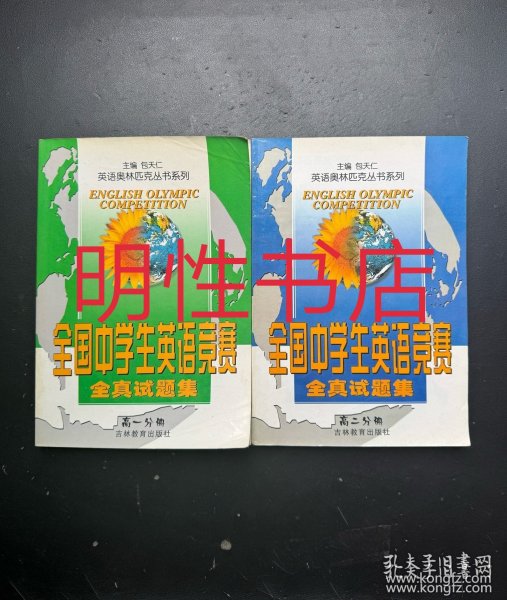 主编 包天仁
英语奥林匹克丛书系列
ENGLISH OLYMPIC
COMPETITION
全国中学生英语竞赛
全真试题集
高一分册
吉林教育出版社
主编 包天仁
英语奥林匹克丛书系列
ENGLISH OLYMPIC
COMPETITION
全国中学生英语竞赛
全真试题集
高二分册
吉林教育出版社
明性书店
孔夫子旧书网
www.kongfz.com
www.kongfz.com